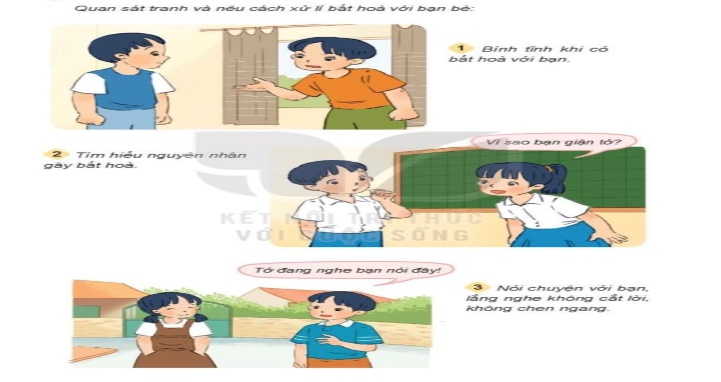 Quan sát tranh và nêu cách xử lí bất hoà với bạn bè:
1 Bình tĩnh khi có
bất hoà với bạn.
Vì sao bạn giận tớ?
2 Tìm hiểu nguyên nhân
gây bất hoà.
KẾT NỐI TRI THỨC
VỚI CUỘC SỐNG
Tớ đang nghe bạn nói đây!
3 Nói chuyện với bạn,
lắng nghe không cắt lời,
không chen ngang.